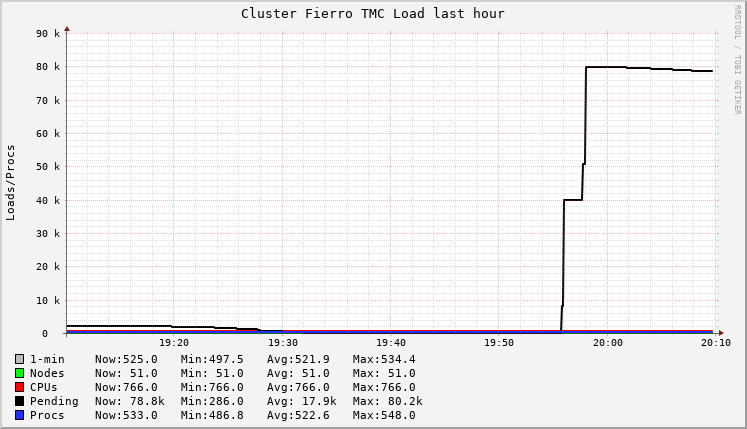 Cluster Fierro TMC Load last hour
RRDTOOL / TOBI OETIKER
Loads/Procs
90 k
80 k
70 k
60 k
50 k
40 k
30 k
20 k
10 k
0
19:20 19:30 19:40 19:50 20:00 20:10
1-min Now:525.0 Min:497.5 Avg:521.9 Max:534.4
Nodes Now: 51.0 Min: 51.0 Avg: 51.0 Max: 51.0
CPUs Now:766.0 Min:766.0 Avg:766.0 Max:766.0
Pending Now: 78.8k Min:286.0 Avg: 17.9k Max: 80.2k
Procs Now:533.0 Min:486.8 Avg:522.6 Max:548.0